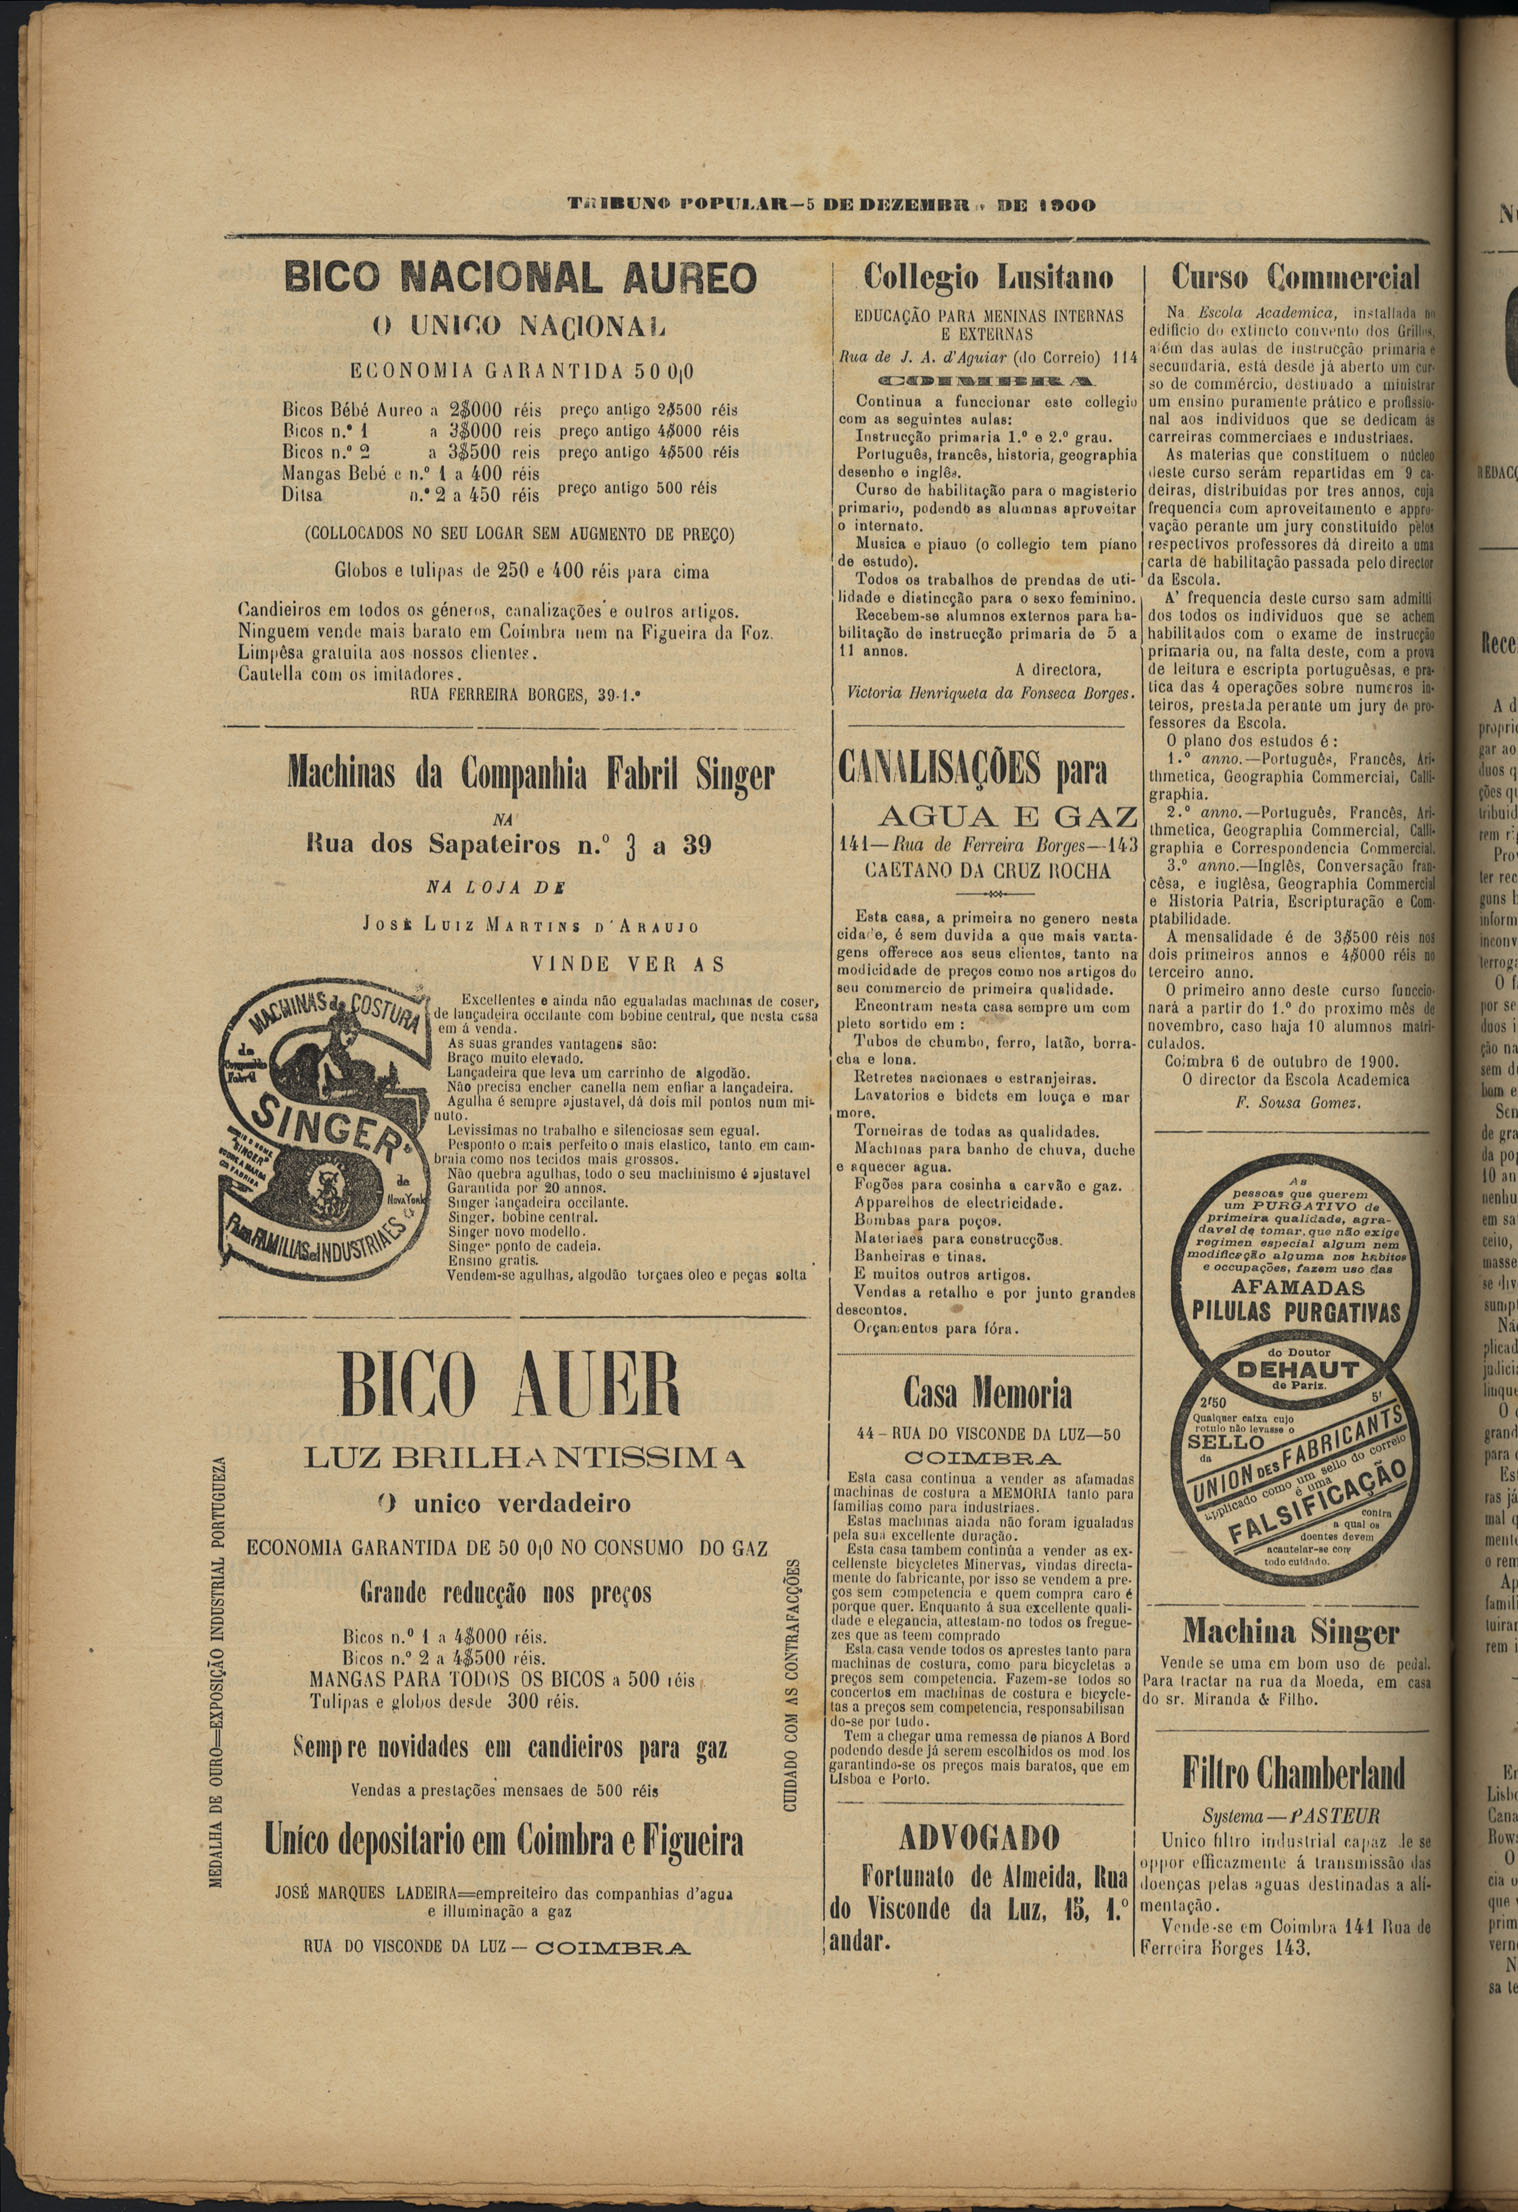 TRIBUNO POPULAR—5 DE DEZEMBRO DE 1900
BICO NACIONAL AUREO
O UNICO NACIONAL
ECONOMIA GARANTIDA 50 0|0
Bicos Bébé Aureo a 2$000 réis preço antigo 2$500 réis
Bicos n.º 1 a 3$000 reis preço antigo 4$000 réis
Bicos n.º 2 a 3$500 reis preço antigo 4$500 réis
Mangas Bebé e n.º 1 a 400 réis
Ditsa n.º 2 a 450 réis preço antigo 500 réis
(COLLOCADOS NO SEU LOGAR SEM AUGMENTO DE PREÇO)
Globos e tulipas de 250 e 400 réis para cima
Candieiros em todos os géneros, canalizações e outros artigos.
Ninguem vende mais barato em Coimbra nem na Figueira da Foz.
Limpêsa gratuita aos nossos clientes.
Cautella com os imitadores.
RUA FERREIRA BORGES, 39-1.º
Machinas da Companhia Fabril Singer
NA
Rua dos Sapateiros n.º 3 a 39
NA LOJA DE
JOSÉ LUIZ MARTINS D'ARAUJO
VINDE VER AS
MACHINAS de COSTURA
da
Companhia
Fabril
SINGER
de
NOVA YORK
PARA FAMILIAS e INDUSTRIAES
Excellentes e ainda não egualadas machinas de coser,
de lançadeira occilante com bobine central, que nesta casa
em á venda.
As suas grandes vantagens são:
Braço muito elevado.
Lançadeira que leva um carrinho de algodão.
Não precisa encher canella nem enfiar a lançadeira.
Agulha é sempre ajustavel, dá dois mil pontos num mi-
nuto.
Levissimas no trabalho e silenciosas sem egual.
Pesponto o mais perfeito o mais elastico, tanto em cam-
braia como nos tecidos mais grossos.
Não quebra agulhas, todo o seu machinismo é ajustavel
Garantida por 20 annos.
Singer lançadeira occilante.
Singer, bobine central.
Singer novo modello.
Singer ponto de cadeia.
Ensino gratis.
Vendem-se agulhas, algodão torçaes oleo e peças solta
MEDALHA DE OURO=EXPOSIÇÃO INDUSTRIAL PORTUGUEZA
BICO AUER
LUZ BRILHANTISSIMA
O unico verdadeiro
ECONOMIA GARANTIDA DE 50 0|0 NO CONSUMO DO GAZ
Grande reducção nos preços
Bicos n.º 1 a 4$000 réis.
Bicos n.º 2 a 4$500 réis.
MANGAS PARA TODOS OS BICOS a 500 réis
Tulipas e globos desde 300 réis.
Sempre novidades em candieiros para gaz
Vendas a prestações mensaes de 500 réis
Uníco depositario em Coimbra e Figueira
JOSÉ MARQUES LADEIRA=empreiteiro das companhias d'agua
e illuminação a gaz
RUA DO VISCONDE DA LUZ — COIMBRA
CUIDADO COM AS CONTRAFACÇÕES
Collegio Lusitano
EDUCAÇÃO PARA MENINAS INTERNAS
E EXTERNAS
Rua de J. A. d'Aguiar (do Correio) 114
COIMBRA
Continua a funccionar este collegio
com as seguintes aulas:
Instrucção primaria 1.º e 2.º grau.
Português, francês, historia, geographia
desenho e inglês.
Curso de habilitação para o magisterio
primario, podendo as alumnas aproveitar
o internato.
Musica e piauo (o collegio tem piano
de estudo).
Todos os trabalhos de prendas de uti-
lidade e distincção para o sexo feminino.
Recebem-se alumnos externos para ha-
bilitação de instrucção primaria de 5 a
11 annos.
A directora,
Victoria Henriqueta da Fonseca Borges.
CANALISAÇÕES para
AGUA E GAZ
141—Rua de Ferreira Borges—143
CAETANO DA CRUZ ROCHA
Esta casa, a primeira no genero nesta
cidade, é sem duvida a que mais vanta-
gens offerece aos seus clientes, tanto na
modicidade de preços como nos artigos do
seu commercio de primeira qualidade.
Encontram nesta casa sempre um com
pleto sortido em:
Tubos de chumbo, ferro, latão, borra-
cha e lona.
Retretes nacionaes e estranjeiras.
Lavatorios e bidets em louça e mar
more.
Torneiras de todas as qualidades.
Machinas para banho de chuva, duche
e aquecer agua.
Fogões para cosinha a carvão e gaz.
Apparelhos de electricidade.
Bombas para poços.
Materiaes para construcções.
Banheiras e tinas.
E muitos outros artigos.
Vendas a retalho e por junto grandes
descontos.
Orçamentos para fóra.
Casa Memoria
44 – RUA DO VISCONDE DA LUZ—50
COIMBRA
Esta casa continua a vender as afamadas
machinas de costura a MEMORIA tanto para
familias como para industriaes.
Estas machinas ainda não foram igualadas
pela sua excellente duração.
Esta casa tambem continúa a vender as ex-
cellenste bicycletes Minervas, vindas directa-
mente do fabricante, por isso se vendem a pre-
ços sem competencia e quem compra caro é
porque quer. Enquanto á sua excellente quali-
dade e elegancia, attestam-no todos os fregue-
zes que as teem comprado
Esta casa vende todos os aprestes tanto para
machinas de costura, como para bicycletas a
preços sem competencia. Fazem-se todos so
concertos em machinas de costura e bicycle-
tas a preços sem competencia, responsabilisan
do-se por tudo.
Tem a chegar uma remessa de pianos A Bord
podendo desde já serem escolhidos os mod los
garantindo-se os preços mais baratos, que em
LIsboa e Porto.
ADVOGADO
Fortunato de Almeida, Rua
do Visconde da Luz, 15, 1.º
andar.
Curso Commercial
Na Escola Academica, installada no
edificio do extincto convento dos Grillos,
além das aulas de instrucção primaria e
secundaria, está desde já aberto um cur-
so de commércio, destinado a ministrar
um ensino puramente prático e profissio-
nal aos individuos que se dedicam ás
carreiras commerciaes e industriaes.
As materias que constituem o núcleo
deste curso serám repartidas em 9 ca-
deiras, distribuidas por tres annos, cuja
frequencia com aproveitamento e appro-
vação perante um jury constituido pelos
respectivos professores dá direito a uma
carta de habilitação passada pelo director
da Escola.
A' frequencia deste curso sam admitti
dos todos os individuos que se achem
habilitados com o exame de instrucção
primaria ou, na falta deste, com a prova
de leitura e escripta portuguêsas, e pra-
tica das 4 operações sobre numeros in-
teiros, prestada perante um jury de pro-
fessores da Escola.
O plano dos estudos é:
1.º anno.—Português, Francês, Ari-
thmetica, Geographia Commercial, Calli-
graphia.
2.º anno.—Português, Francês, Ari-
thmetica, Geographia Commercial, Calli-
graphia e Correspondencia Commercial.
3.º anno.—Inglês, Conversação fran-
cêsa, e inglêsa, Geographia Commercial
e Historia Patria, Escripturação e Com-
ptabilidade.
A mensalidade é de 3$500 réis nos
dois primeiros annos e 4$000 réis no
terceiro anno.
O primeiro anno deste curso funccio-
nará a partir do 1.º do proximo mês de
novembro, caso haja 10 alumnos matri-
culados.
Coimbra 6 de outubro de 1900.
O director da Escola Academica
F. Sousa Gomez.
As
pessoas que querem
um PURGATIVO de
primeira qualidade, agra-
davel de tomar, que não exige
regimen especial algum nem
modificação alguma nos habitos
e occupações, fazem uso das
AFAMADAS
PILULAS PURGATIVAS
do Doutor
DEHAUT
de Pariz.
2f50
5f
Qualquer caixa cujo
rotulo não levasse o
SELLO
da
UNION DES FABRICANTS
applicado como um sello do correio
é uma
FALSIFICAÇÃO
contra
a qual os
doentes devem
acautelar-se com
todo cuidado.
Machina Singer
Vende se uma em bom uso de pedal.
Para tractar na rua da Moeda, em casa
do sr. Miranda & Filho.
Filtro Chamberland
Systema—PASTEUR
Unico filtro industrial capaz de se
oppor efficazmente á transmissão das
doenças pelas aguas destinadas a ali-
mentação.
Vende-se em Coimbra 141 Rua de
Ferreira Borges 143.